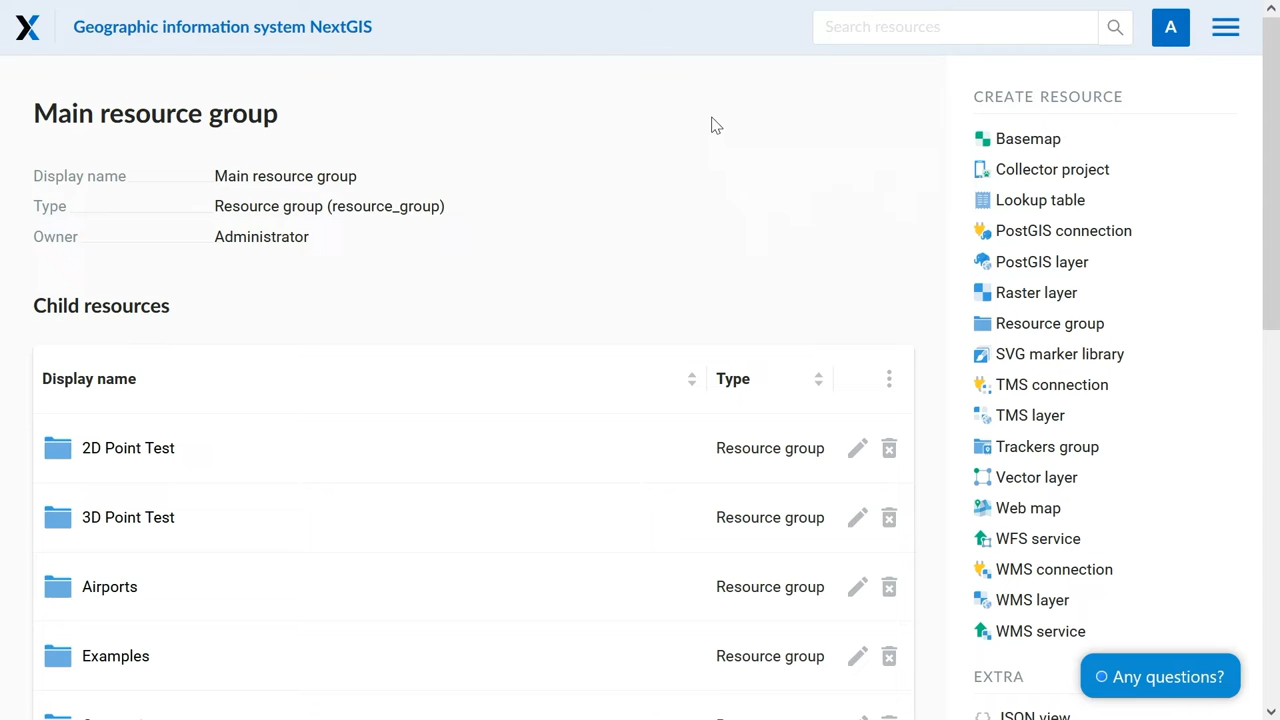 Geographic information system NextGIS
Search resources
A
Main resource group
Display name Main resource group
Type Resource group (resource_group)
Owner Administrator
Child resources
Display name Type
2D Point Test Resource group
3D Point Test Resource group
Airports Resource group
Examples Resource group
CREATE RESOURCE
Basemap
Collector project
Lookup table
PostGIS connection
PostGIS layer
Raster layer
Resource group
SVG marker library
TMS connection
TMS layer
Trackers group
Vector layer
Web map
WFS service
WMS connection
WMS layer
WMS service
EXTRA
JSON view
Any questions?